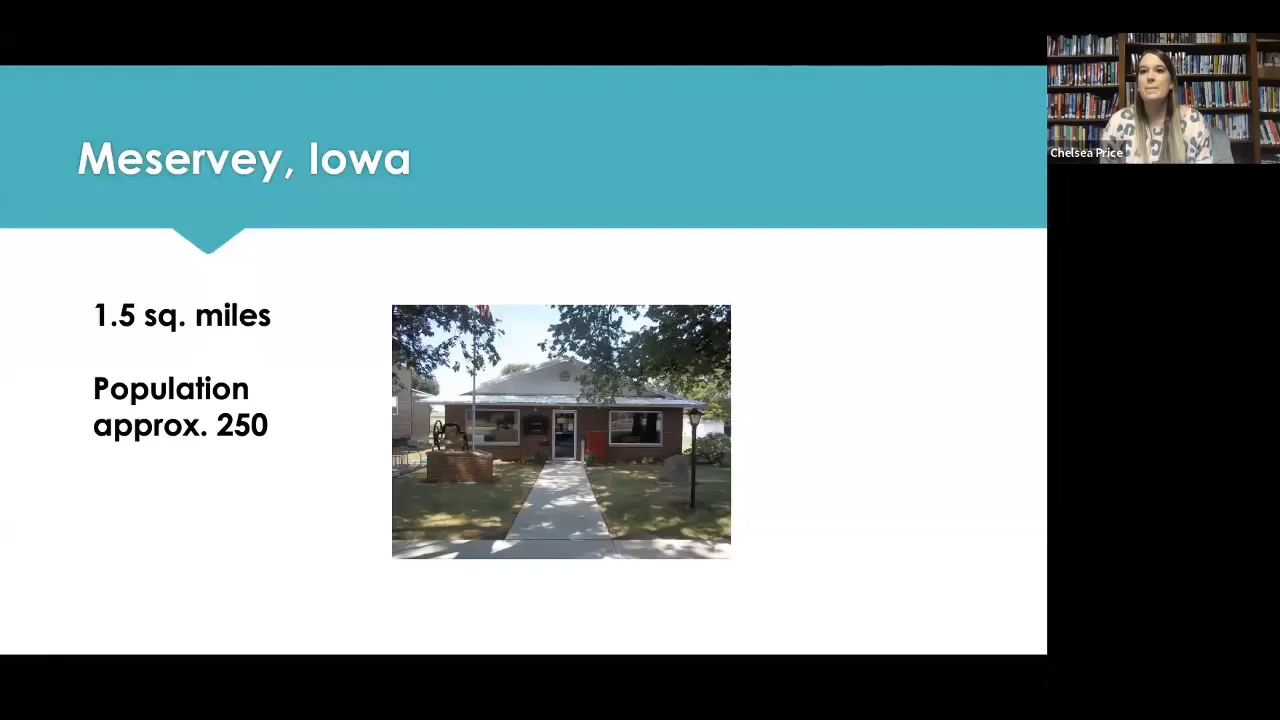 Meservey, Iowa
1.5 sq. miles
Population
approx. 250
Chelsea Price